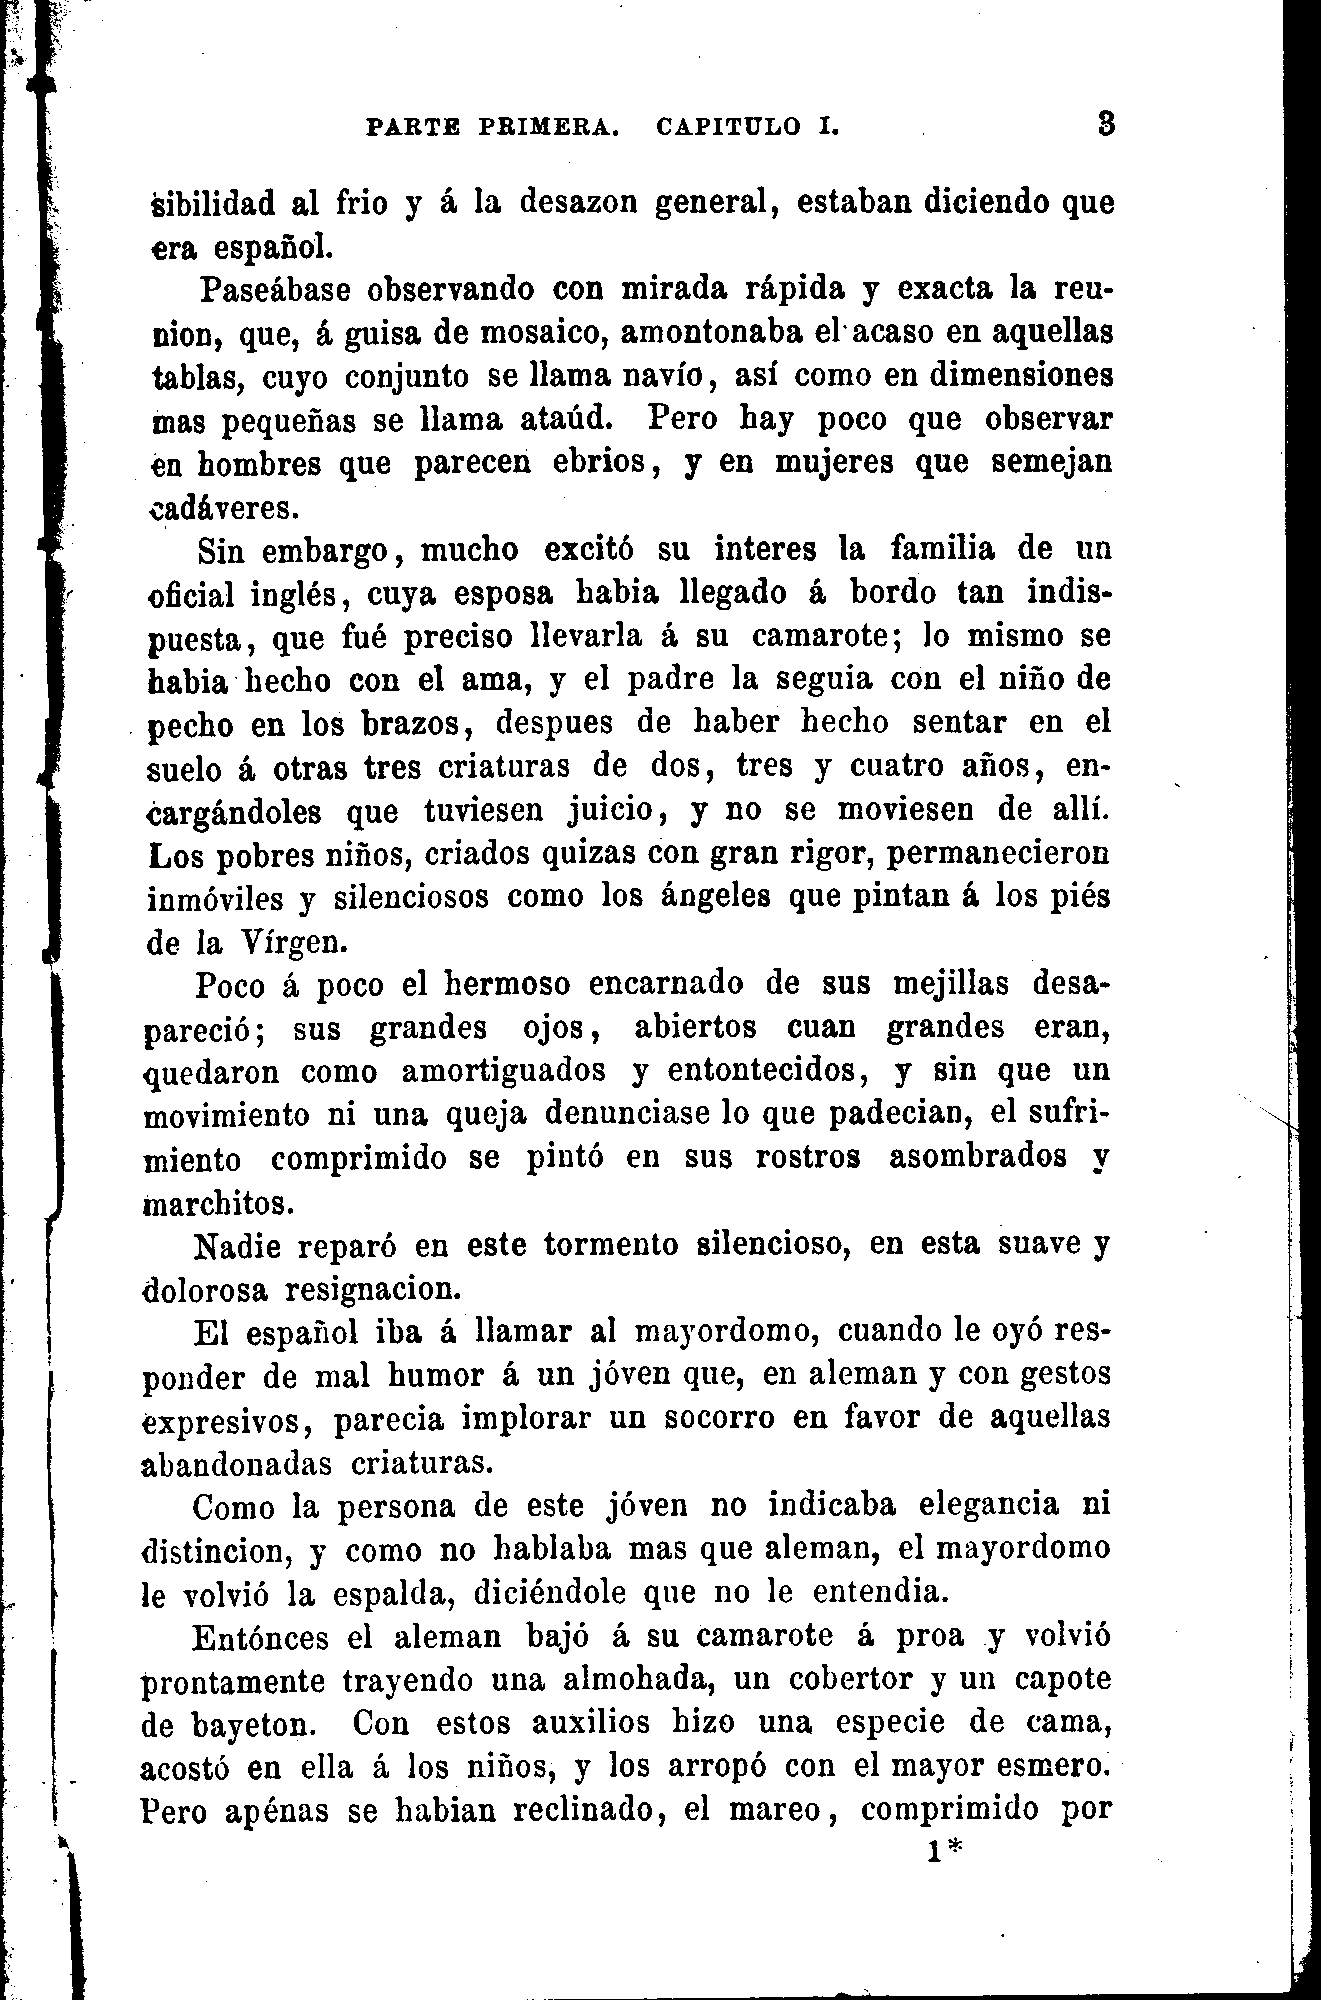 PARTE PRIMERA. CAPITULO I. 3
sibilidad al frio y á la desazon general, estaban diciendo que
era español.
Paseábase observando con mirada rápida y exacta la reu-
nion, que, á guisa de mosaico, amontonaba el acaso en aquellas
tablas, cuyo conjunto se llama navío, así como en dimensiones
mas pequeñas se llama ataúd. Pero hay poco que observar
en hombres que parecen ebrios, y en mujeres que semejan
cadáveres.
Sin embargo, mucho excitó su interes la familia de un
oficial inglés, cuya esposa habia llegado á bordo tan indis-
puesta, que fué preciso llevarla á su camarote; lo mismo se
habia hecho con el ama, y el padre la seguia con el niño de
pecho en los brazos, despues de haber hecho sentar en el
suelo á otras tres criaturas de dos, tres y cuatro años, en-
cargándoles que tuviesen juicio, y no se moviesen de allí.
Los pobres niños, criados quizas con gran rigor, permanecieron
inmóviles y silenciosos como los ángeles que pintan á los piés
de la Vírgen.
Poco á poco el hermoso encarnado de sus mejillas desa-
pareció; sus grandes ojos, abiertos cuan grandes eran,
quedaron como amortiguados y entontecidos, y sin que un
movimiento ni una queja denunciase lo que padecian, el sufri-
miento comprimido se pintó en sus rostros asombrados y
marchitos.
Nadie reparó en este tormento silencioso, en esta suave y
dolorosa resignacion.
El español iba á llamar al mayordomo, cuando le oyó res-
ponder de mal humor á un jóven que, en aleman y con gestos
expresivos, parecia implorar un socorro en favor de aquellas
abandonadas criaturas.
Como la persona de este jóven no indicaba elegancia ni
distincion, y como no hablaba mas que aleman, el mayordomo
le volvió la espalda, diciéndole que no le entendia.
Entónces el aleman bajó á su camarote á proa y volvió
prontamente trayendo una almohada, un cobertor y un capote
de bayeton. Con estos auxilios hizo una especie de cama,
acostó en ella á los niños, y los arropó con el mayor esmero.
Pero apénas se habian reclinado, el mareo, comprimido por
1*